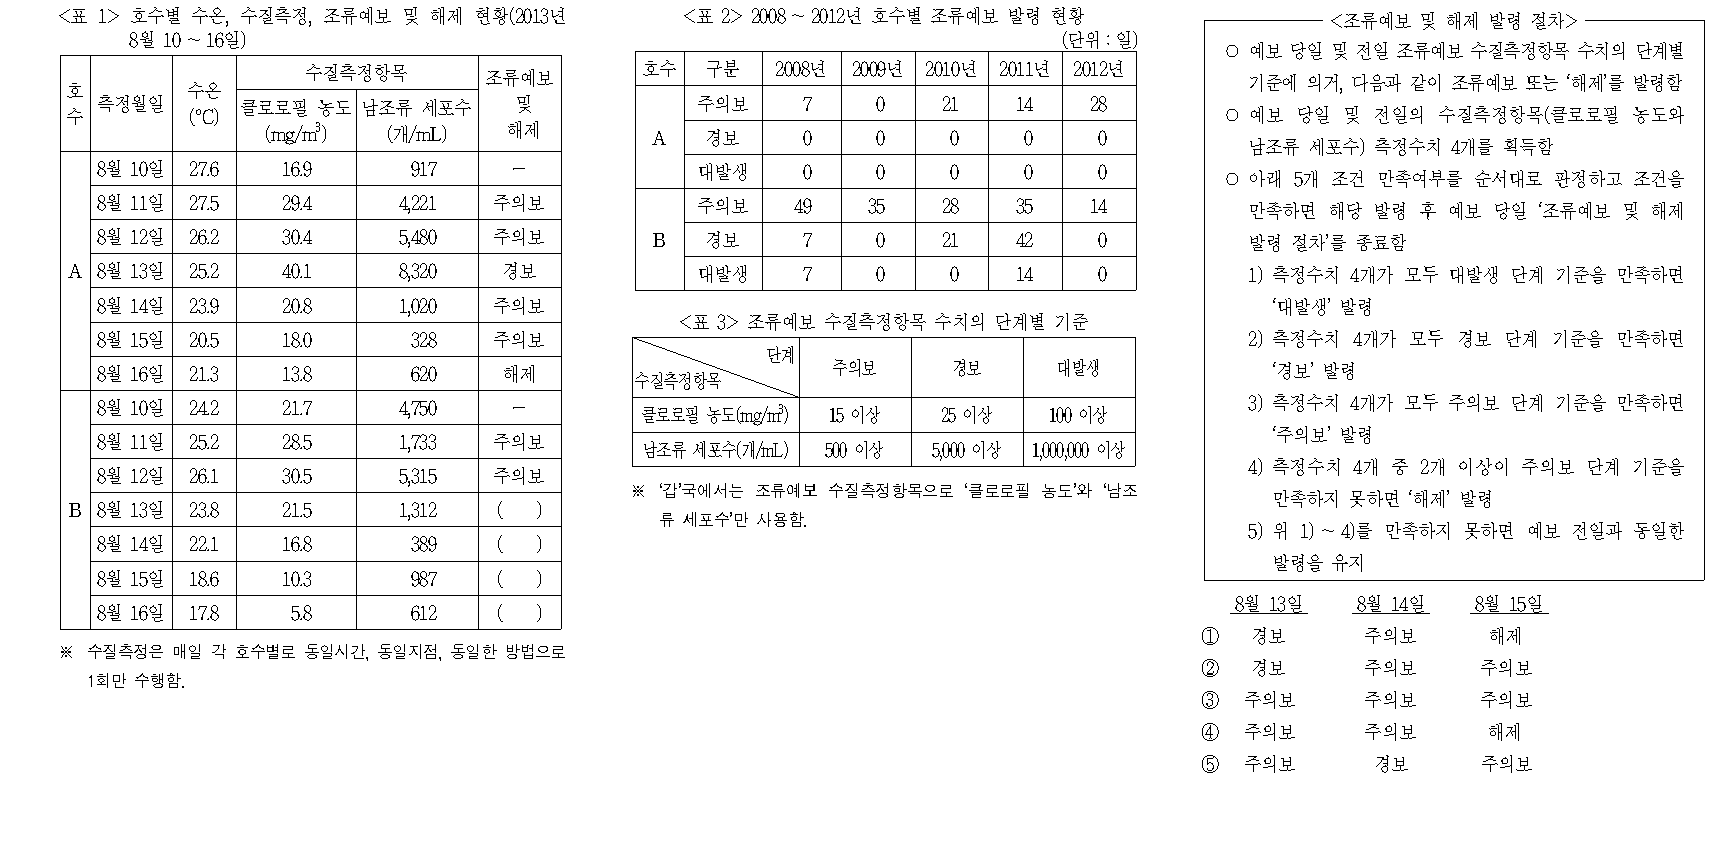 <표 1> 호수별 수온, 수질측정, 조류예보 및 해제 현황(2013년
8월 10 ~ 16일)
호수 측정월일 수온(℃) 수질측정항목 조류예보 및 해제
클로로필 농도(mg/m³) 남조류 세포수(개/mL)
A 8월 10일 27.6 16.9 917 −
8월 11일 27.5 29.4 4,221 주의보
8월 12일 26.2 30.4 5,480 주의보
8월 13일 25.2 40.1 8,320 경보
8월 14일 23.9 20.8 1,020 주의보
8월 15일 20.5 18.0 328 주의보
8월 16일 21.3 13.8 620 해제
B 8월 10일 24.2 21.7 4,750 −
8월 11일 25.2 28.5 1,733 주의보
8월 12일 26.1 30.5 5,315 주의보
8월 13일 23.8 21.5 1,312 ( )
8월 14일 22.1 16.8 389 ( )
8월 15일 18.6 10.3 987 ( )
8월 16일 17.8 5.8 612 ( )
※ 수질측정은 매일 각 호수별로 동일시간, 동일지점, 동일한 방법으로
1회만 수행함.
<표 2> 2008 ~ 2012년 호수별 조류예보 발령 현황
(단위 : 일)
호수 구분 2008년 2009년 2010년 2011년 2012년
A 주의보 7 0 21 14 28
경보 0 0 0 0 0
대발생 0 0 0 0 0
B 주의보 49 35 28 35 14
경보 7 0 21 42 0
대발생 7 0 0 14 0
<표 3> 조류예보 수질측정항목 수치의 단계별 기준
단계
수질측정항목 주의보 경보 대발생
클로로필 농도(mg/m³) 15 이상 25 이상 100 이상
남조류 세포수(개/mL) 500 이상 5,000 이상 1,000,000 이상
※ ‘갑’국에서는 조류예보 수질측정항목으로 ‘클로로필 농도’와 ‘남조
류 세포수’만 사용함.
<조류예보 및 해제 발령 절차>
○ 예보 당일 및 전일 조류예보 수질측정항목 수치의 단계별
기준에 의거, 다음과 같이 조류예보 또는 ‘해제’를 발령함
○ 예보 당일 및 전일의 수질측정항목(클로로필 농도와
남조류 세포수) 측정수치 4개를 획득함
○ 아래 5개 조건 만족여부를 순서대로 판정하고 조건을
만족하면 해당 발령 후 예보 당일 ‘조류예보 및 해제
발령 절차’를 종료함
1) 측정수치 4개가 모두 대발생 단계 기준을 만족하면
‘대발생’ 발령
2) 측정수치 4개가 모두 경보 단계 기준을 만족하면
‘경보’ 발령
3) 측정수치 4개가 모두 주의보 단계 기준을 만족하면
‘주의보’ 발령
4) 측정수치 4개 중 2개 이상이 주의보 단계 기준을
만족하지 못하면 ‘해제’ 발령
5) 위 1) ~ 4)를 만족하지 못하면 예보 전일과 동일한
발령을 유지
8월 13일 8월 14일 8월 15일
① 경보 주의보 해제
② 경보 주의보 주의보
③ 주의보 주의보 주의보
④ 주의보 주의보 해제
⑤ 주의보 경보 주의보